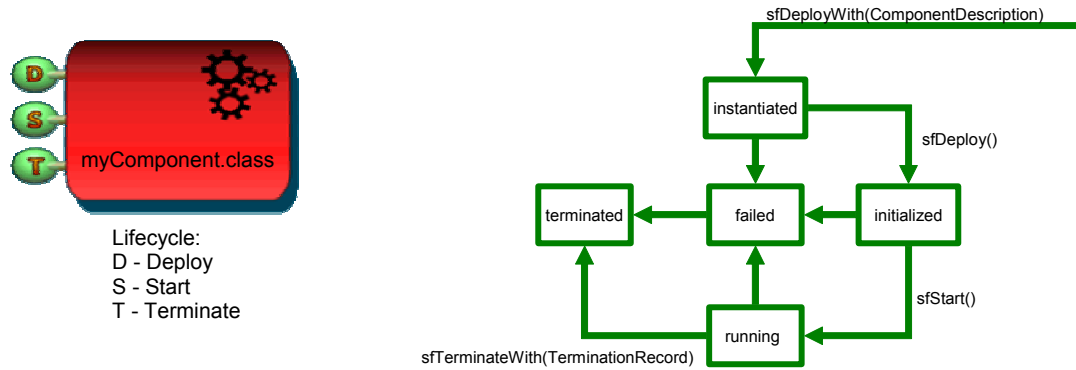 D
S
T
myComponent.class
Lifecycle:
D - Deploy
S - Start
T - Terminate
sfDeployWith(ComponentDescription)
instantiated
sfDeploy()
terminated
failed
initialized
sfStart()
running
sfTerminateWith(TerminationRecord)